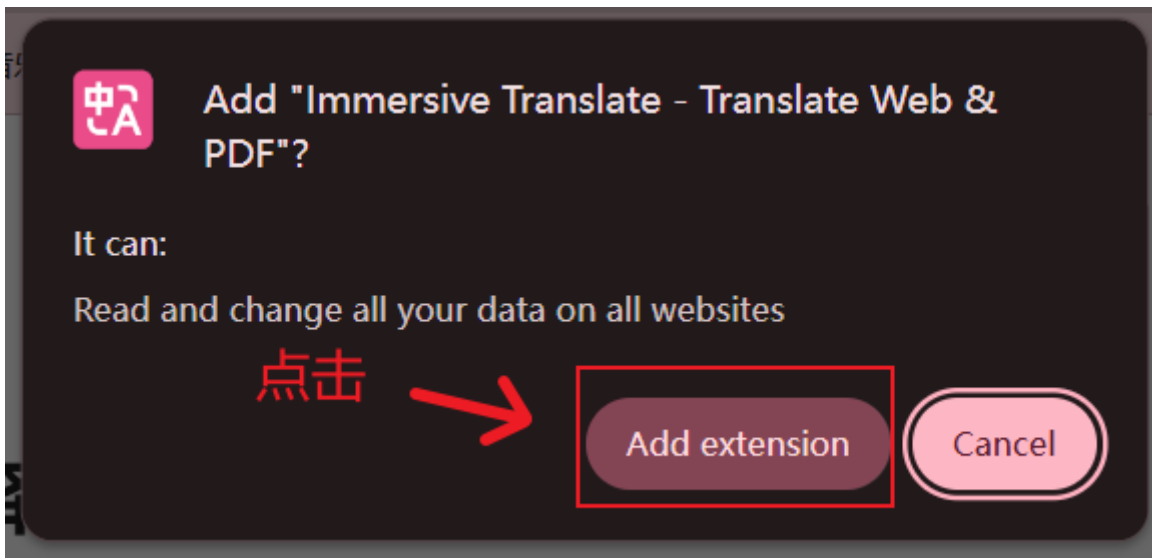 Add "Immersive Translate - Translate Web &
PDF"?
It can:
Read and change all your data on all websites
点击
Add extension
Cancel